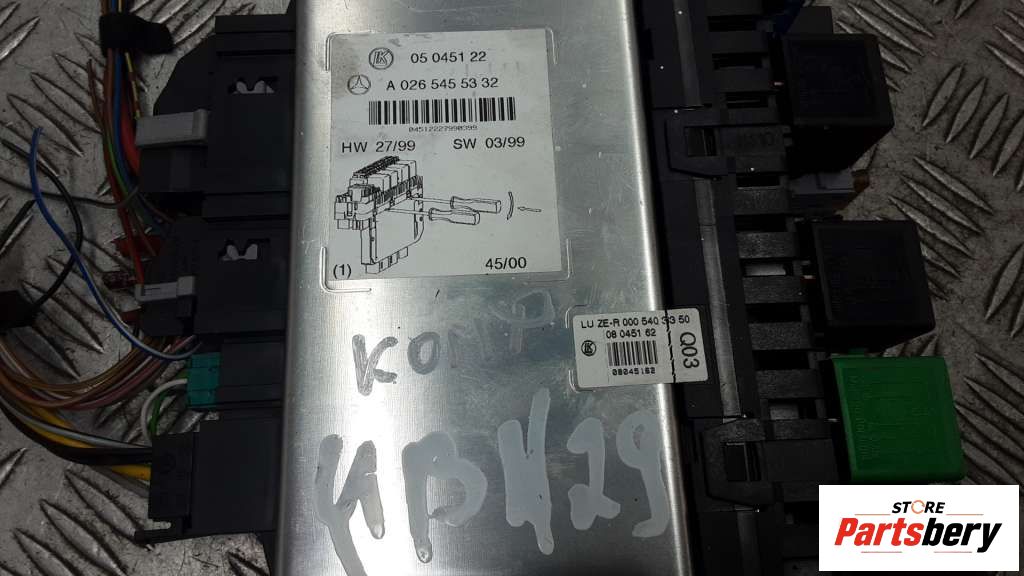 05 0451 22
A 026 545 53 32
04512227990399
HW 27/99 SW 03/99
(1) 45/00
LU ZE-R 000 540 33 50
08 0451 62
08045162
Q03
STORE
Partsbery